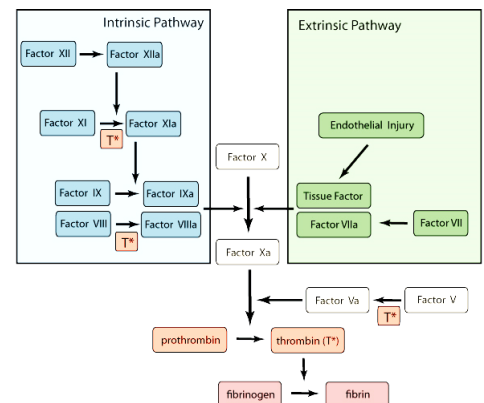 Intrinsic Pathway
Extrinsic Pathway
Factor XII
Factor XIIa
Factor XI
Factor XIa
T*
Endothelial Injury
Factor X
Factor IX
Factor IXa
Tissue Factor
Factor VIII
Factor VIIIa
T*
Factor VIIa
Factor VII
Factor Xa
Factor Va
Factor V
T*
prothrombin
thrombin (T*)
fibrinogen
fibrin